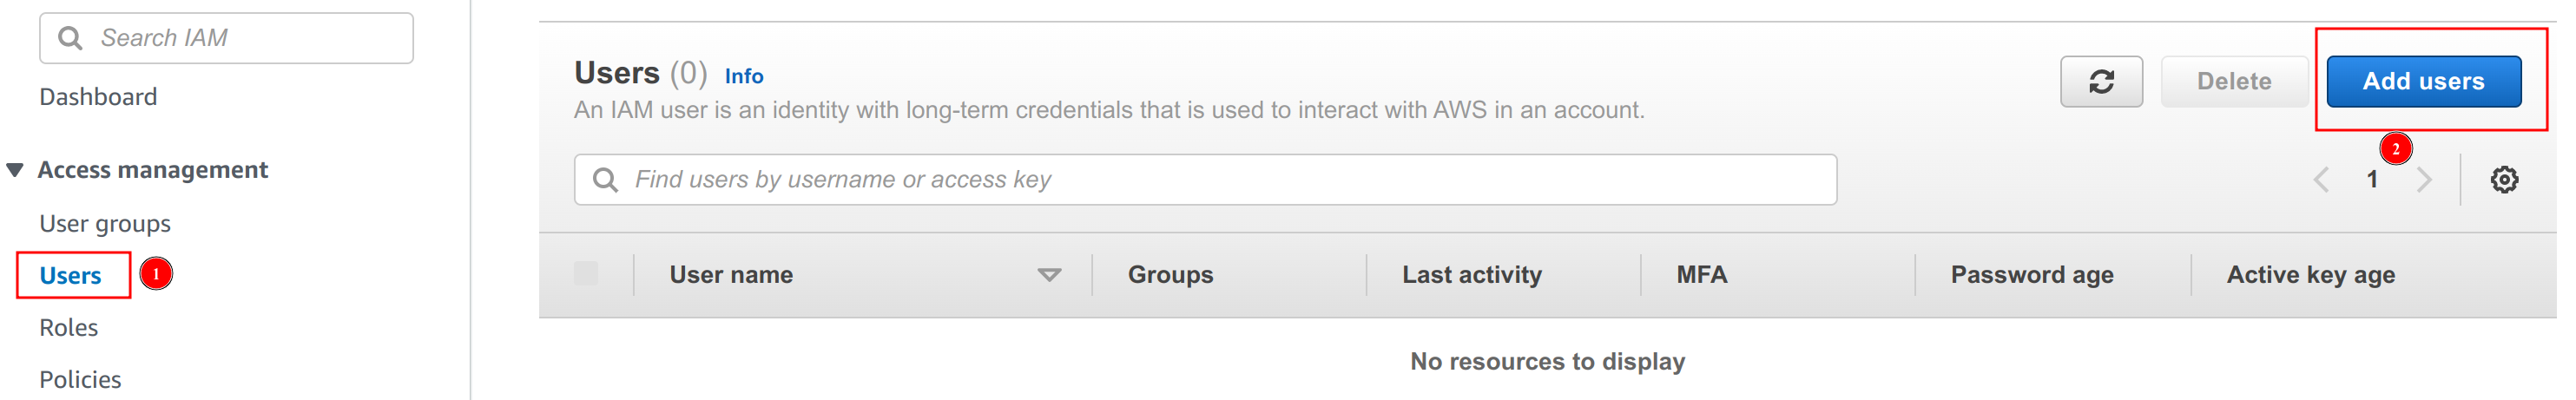 Search IAM
Dashboard
Access management
User groups
Users
1
Roles
Policies
Users (0) Info
An IAM user is an identity with long-term credentials that is used to interact with AWS in an account.
Delete
Add users
2
Find users by username or access key
1
User name Groups Last activity MFA Password age Active key age
No resources to display